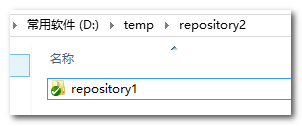 常用软件 (D:) temp repository2
名称
repository1